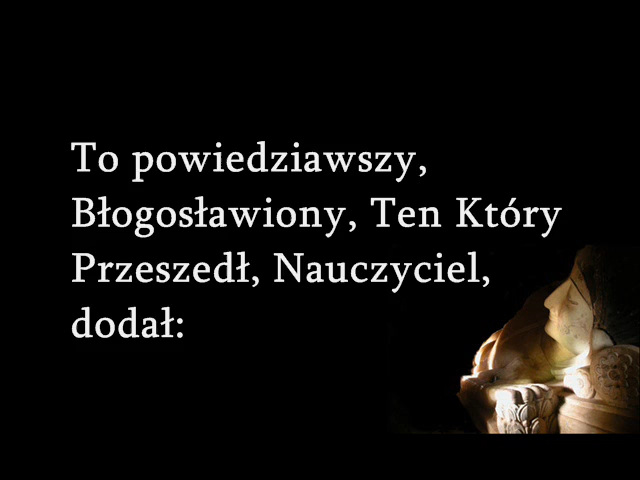 To powiedziawszy,
Błogosławiony, Ten Który
Przeszedł, Nauczyciel,
dodał: